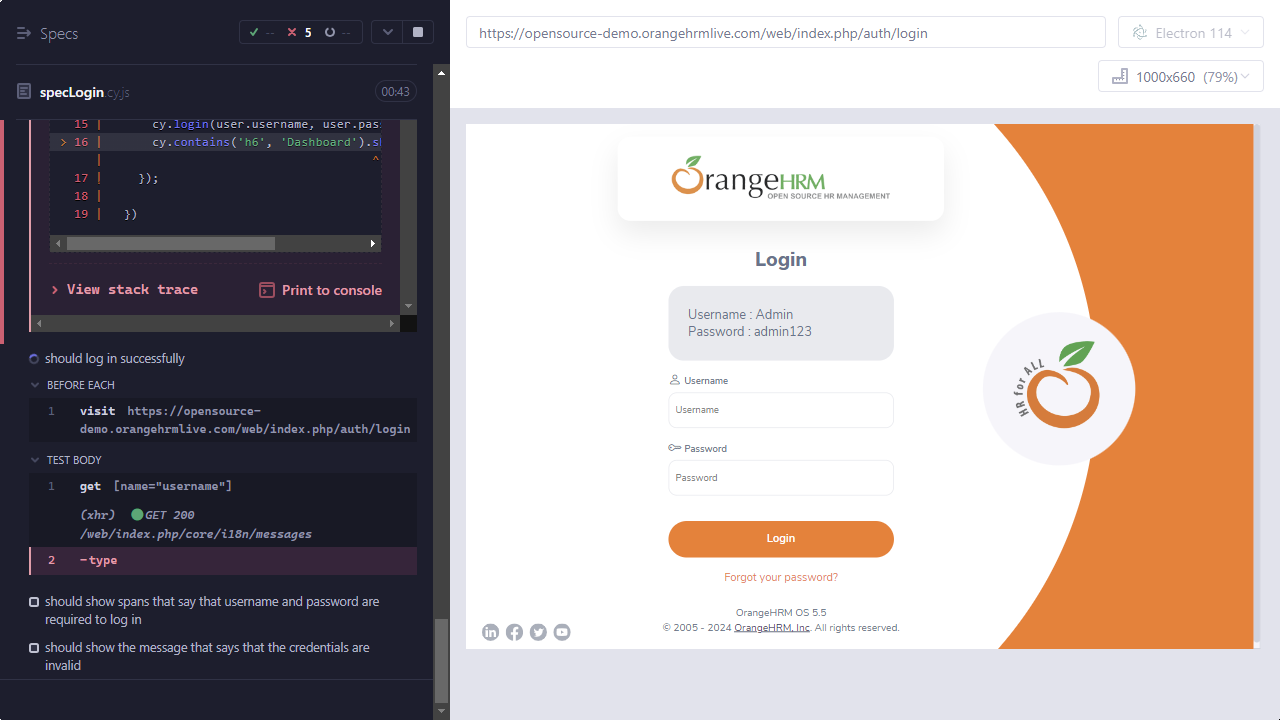 Specs
--
5
--
specLogin.cy.js
00:43
15 | cy.login(user.username, user.pas
> 16 | cy.contains('h6', 'Dashboard').s
| ^
17 | });
18 |
19 | })
View stack trace
Print to console
should log in successfully
BEFORE EACH
1 visit https://opensource-
demo.orangehrmlive.com/web/index.php/auth/login
TEST BODY
1 get [name="username"]
(xhr) GET 200
/web/index.php/core/i18n/messages
2 -type
should show spans that say that username and password are
required to log in
should show the message that says that the credentials are
invalid
https://opensource-demo.orangehrmlive.com/web/index.php/auth/login
Electron 114
1000x660 (79%)
OrangeHRM
OPEN SOURCE HR MANAGEMENT
Login
Username : Admin
Password : admin123
Username
Username
Password
Password
Login
Forgot your password?
OrangeHRM OS 5.5
© 2005 - 2024 OrangeHRM, Inc. All rights reserved.
HR for ALL